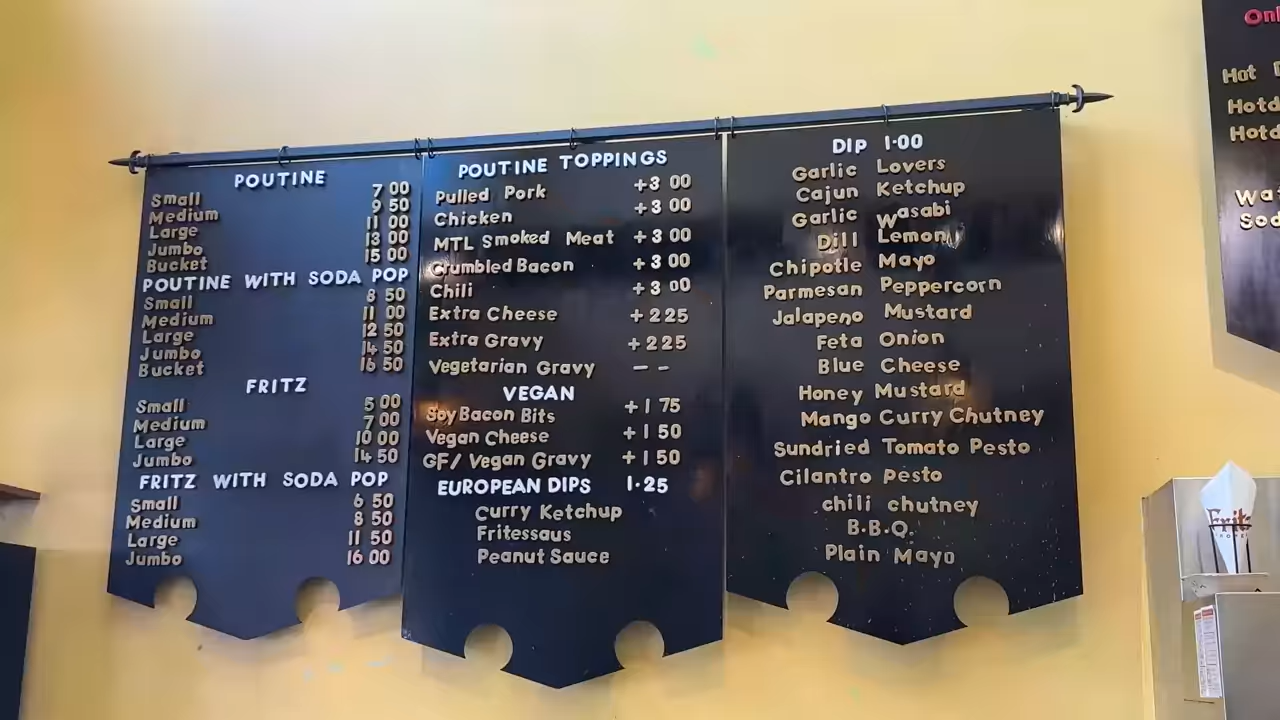 POUTINE
Small 7 00
Medium 9 50
Large 11 00
Jumbo 13 00
Bucket 15 00
POUTINE WITH SODA POP
Small 8 50
Medium 11 00
Large 12 50
Jumbo 14 50
Bucket 16 50
FRITZ
Small 5 00
Medium 7 00
Large 10 00
Jumbo 14 50
FRITZ WITH SODA POP
Small 6 50
Medium 8 50
Large 11 50
Jumbo 16 00
POUTINE TOPPINGS
Pulled Pork +3 00
Chicken +3 00
MTL Smoked Meat +3 00
Crumbled Bacon +3 00
Chili +3 00
Extra Cheese +2 25
Extra Gravy +2 25
Vegetarian Gravy - -
VEGAN
Soy Bacon Bits +1 75
Vegan Cheese +1 50
GF/ Vegan Gravy +1 50
EUROPEAN DIPS 1.25
Curry Ketchup
Fritessaus
Peanut Sauce
DIP 1.00
Garlic Lovers
Cajun Ketchup
Garlic Wasabi
Dill Lemon
Chipotle Mayo
Parmesan Peppercorn
Jalapeno Mustard
Feta Onion
Blue Cheese
Honey Mustard
Mango Curry Chutney
Sundried Tomato Pesto
Cilantro Pesto
chili chutney
B.B.Q.
Plain Mayo
Hot